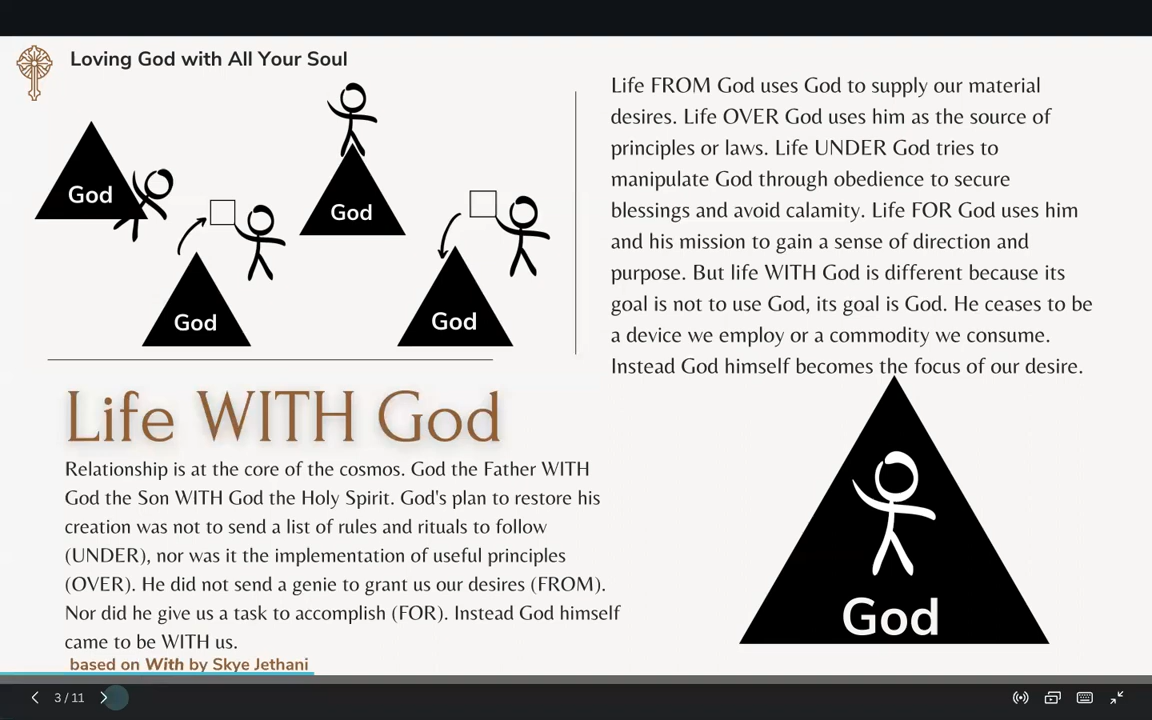 Loving God with All Your Soul
God
God
God
God
Life FROM God uses God to supply our material
desires. Life OVER God uses him as the source of
principles or laws. Life UNDER God tries to
manipulate God through obedience to secure
blessings and avoid calamity. Life FOR God uses him
and his mission to gain a sense of direction and
purpose. But life WITH God is different because its
goal is not to use God, its goal is God. He ceases to be
a device we employ or a commodity we consume.
Instead God himself becomes the focus of our desire.
Life WITH God
Relationship is at the core of the cosmos. God the Father WITH
God the Son WITH God the Holy Spirit. God's plan to restore his
creation was not to send a list of rules and rituals to follow
(UNDER), nor was it the implementation of useful principles
(OVER). He did not send a genie to grant us our desires (FROM).
Nor did he give us a task to accomplish (FOR). Instead God himself
came to be WITH us.
based on With by Skye Jethani
God
3 / 11